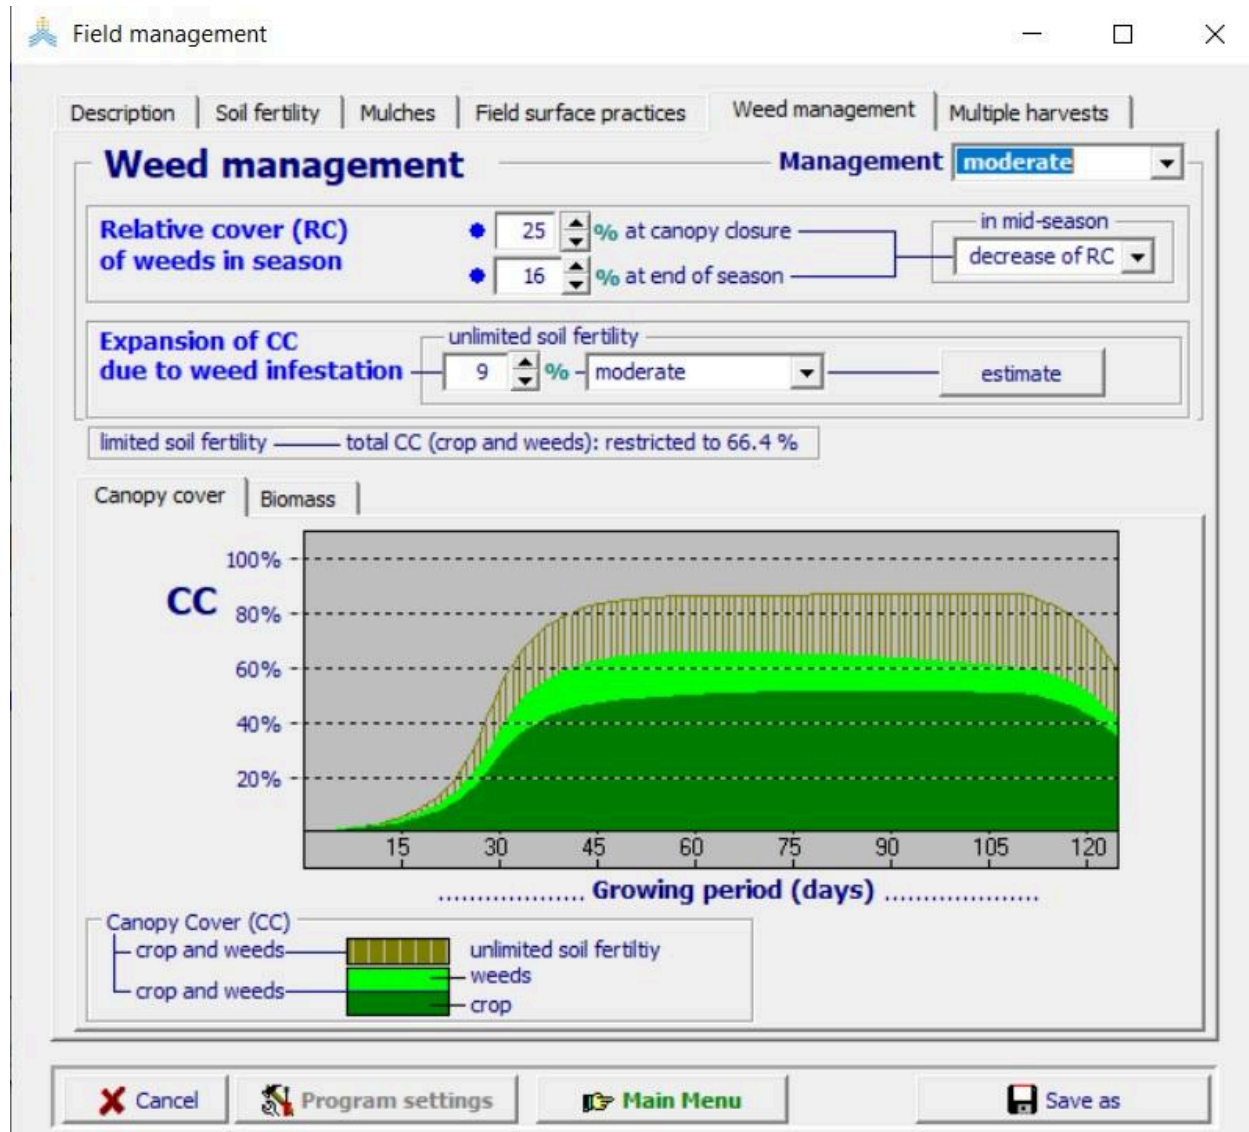 Field management
Description Soil fertility Mulches Field surface practices Weed management Multiple harvests
Weed management Management moderate
Relative cover (RC)
of weeds in season
25 % at canopy closure
16 % at end of season
in mid-season
decrease of RC
Expansion of CC
due to weed infestation
unlimited soil fertility
9 % moderate
estimate
limited soil fertility total CC (crop and weeds): restricted to 66.4 %
Canopy cover Biomass
CC
100%
80%
60%
40%
20%
15 30 45 60 75 90 105 120
................... Growing period (days) ....................
Canopy Cover (CC)
crop and weeds unlimited soil fertiltiy
weeds
crop and weeds
crop
Cancel Program settings Main Menu Save as